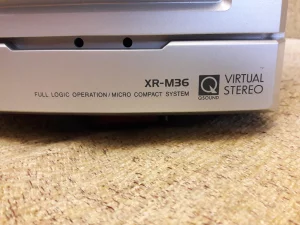 XR-M36
FULL LOGIC OPERATION/MICRO COMPACT SYSTEM
Q
QSOUND
VIRTUAL
STEREO